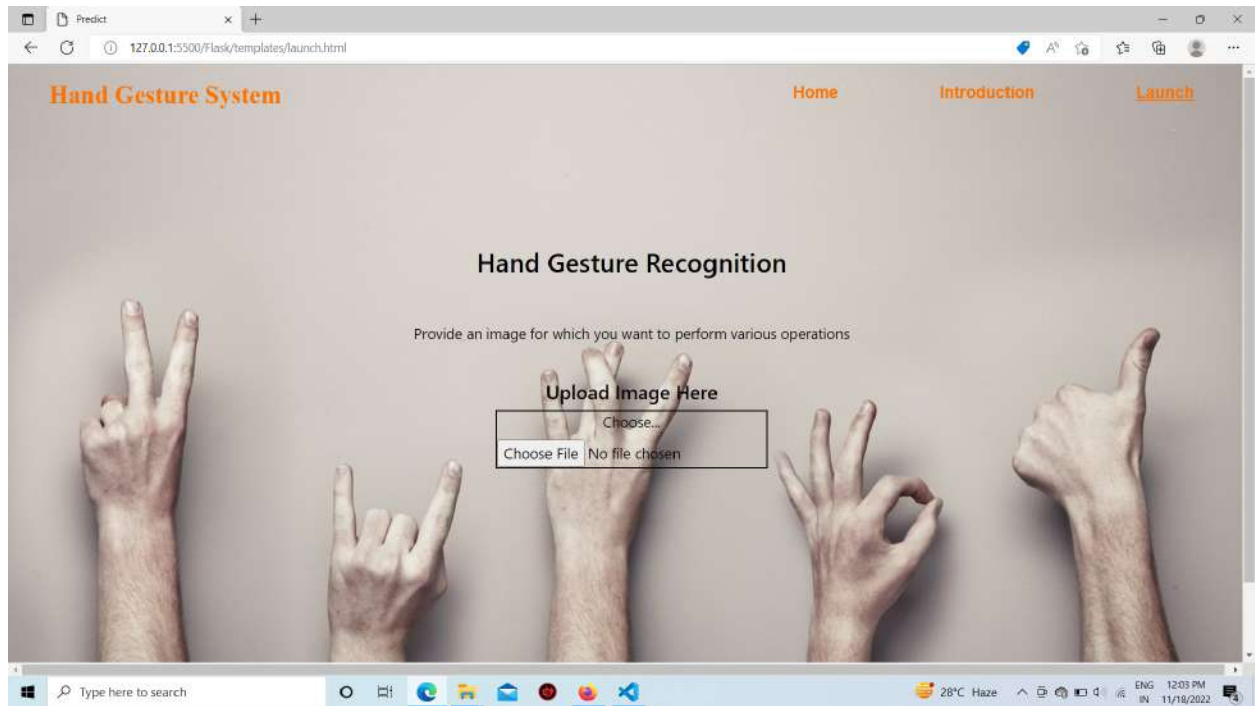 Predict
127.0.0.1:5500/Flask/templates/launch.html
Hand Gesture System
Home Introduction Launch
Hand Gesture Recognition
Provide an image for which you want to perform various operations
Upload Image Here
Choose...
Choose File No file chosen
Type here to search
28°C Haze
ENG 12:03 PM
IN 11/18/2022
4